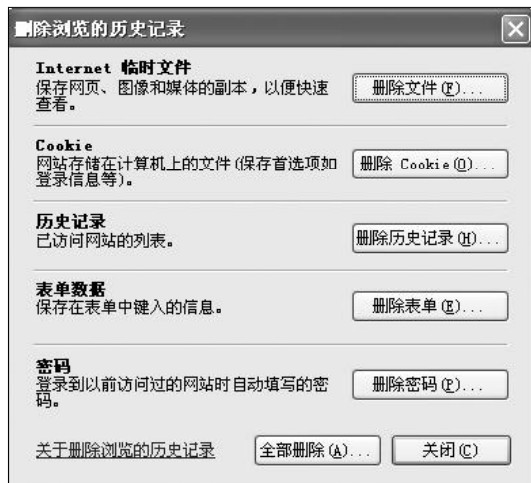 删除浏览的历史记录
Internet 临时文件
保存网页、图像和媒体的副本，以便快速
查看。
删除文件(F)...
Cookie
网站存储在计算机上的文件(保存首选项如
登录信息等)。
删除 Cookie(O)...
历史记录
已访问网站的列表。
删除历史记录(H)...
表单数据
保存在表单中键入的信息。
删除表单(E)...
密码
登录到以前访问过的网站时自动填写的密
码。
删除密码(P)...
关于删除浏览的历史记录
全部删除(A)...
关闭(C)